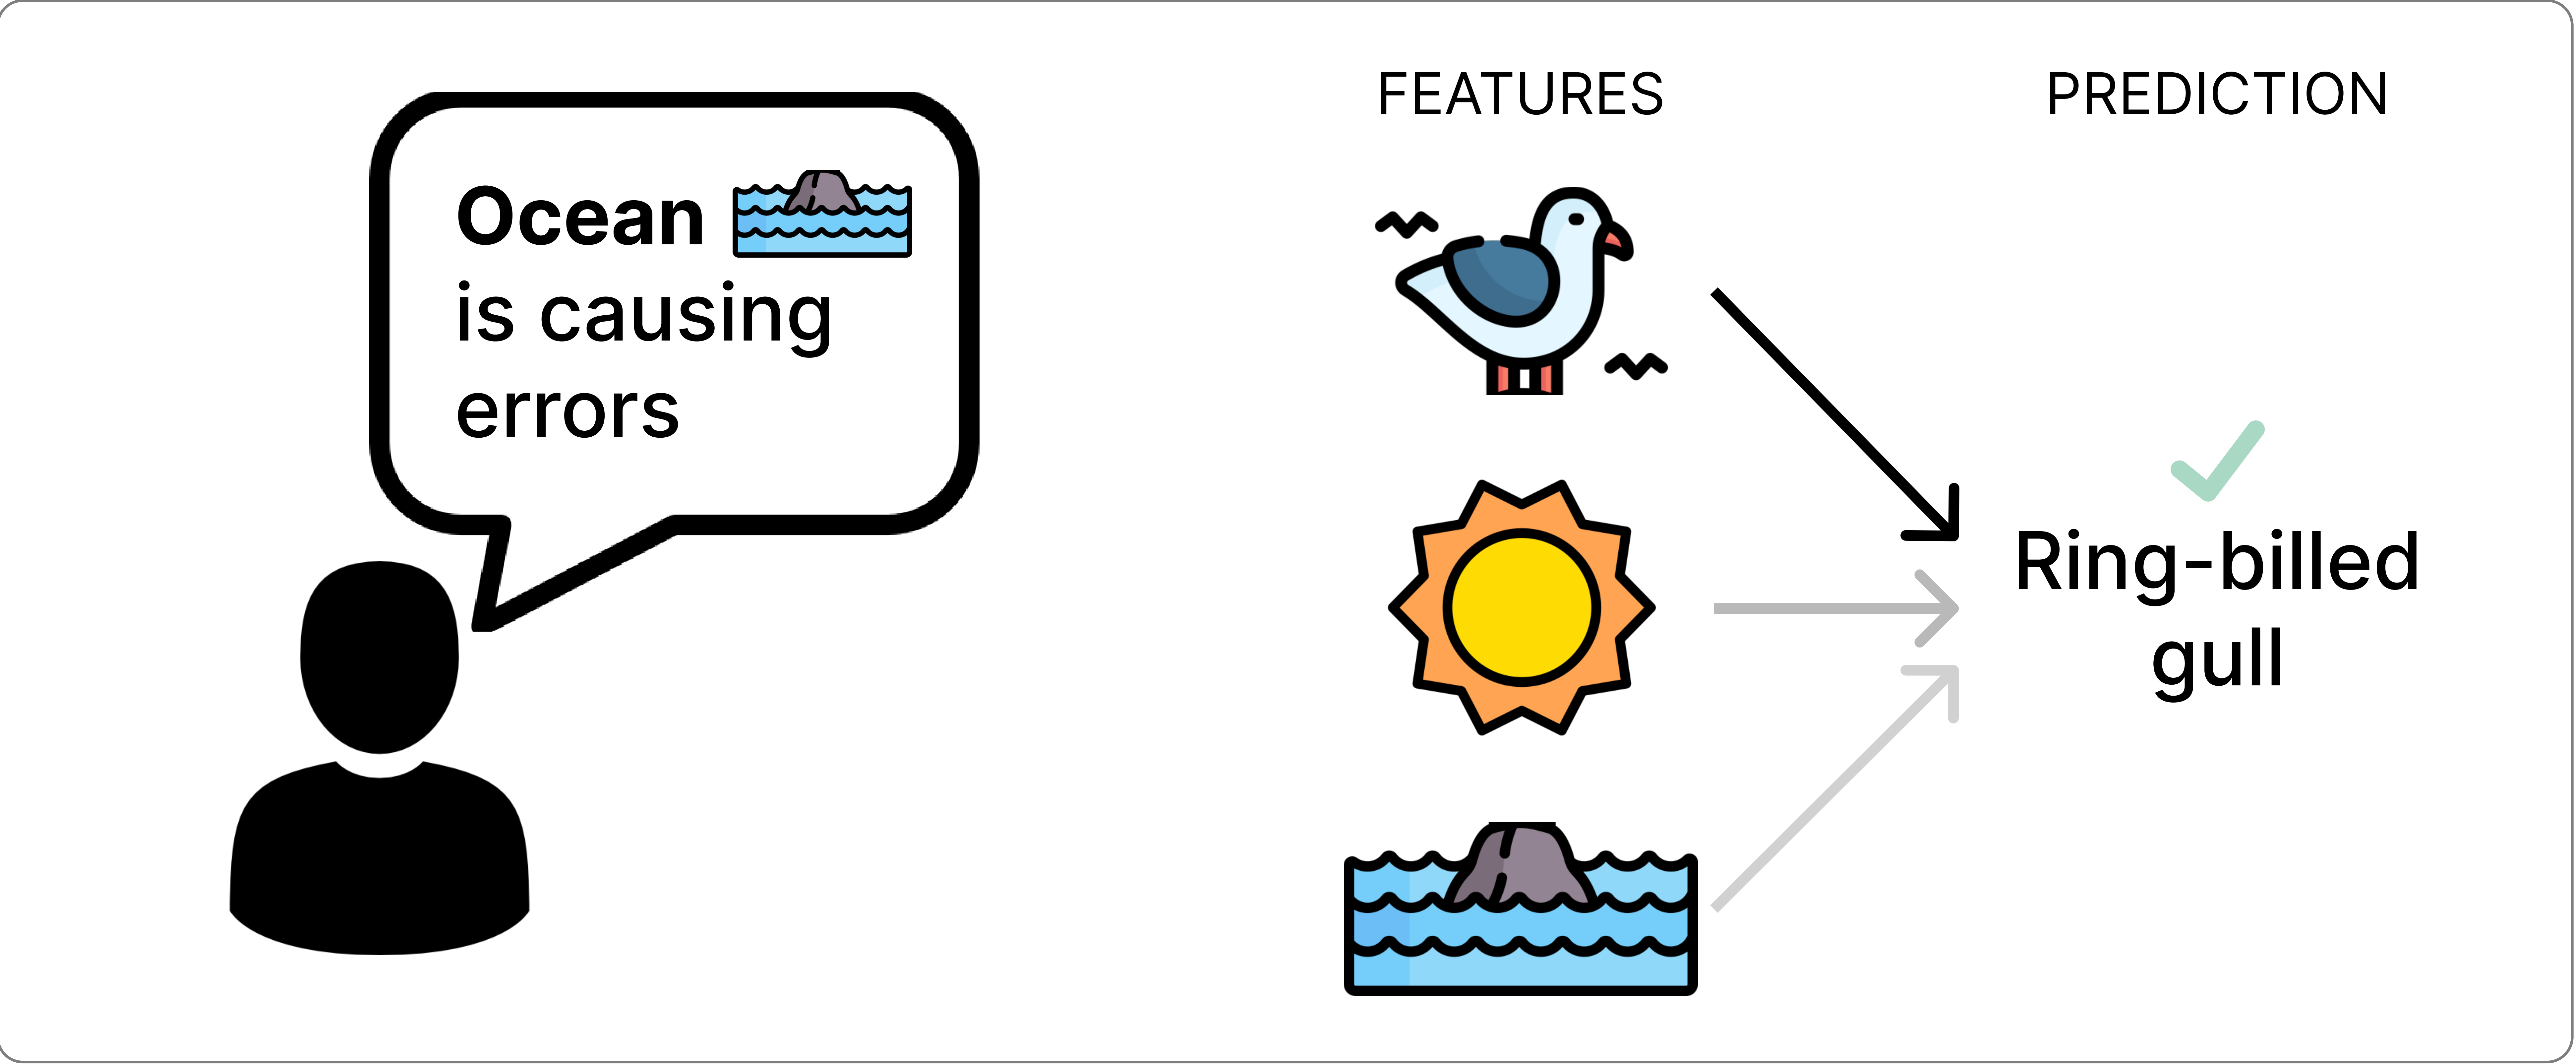 Ocean
is causing
errors
FEATURES
PREDICTION
Ring-billed
gull